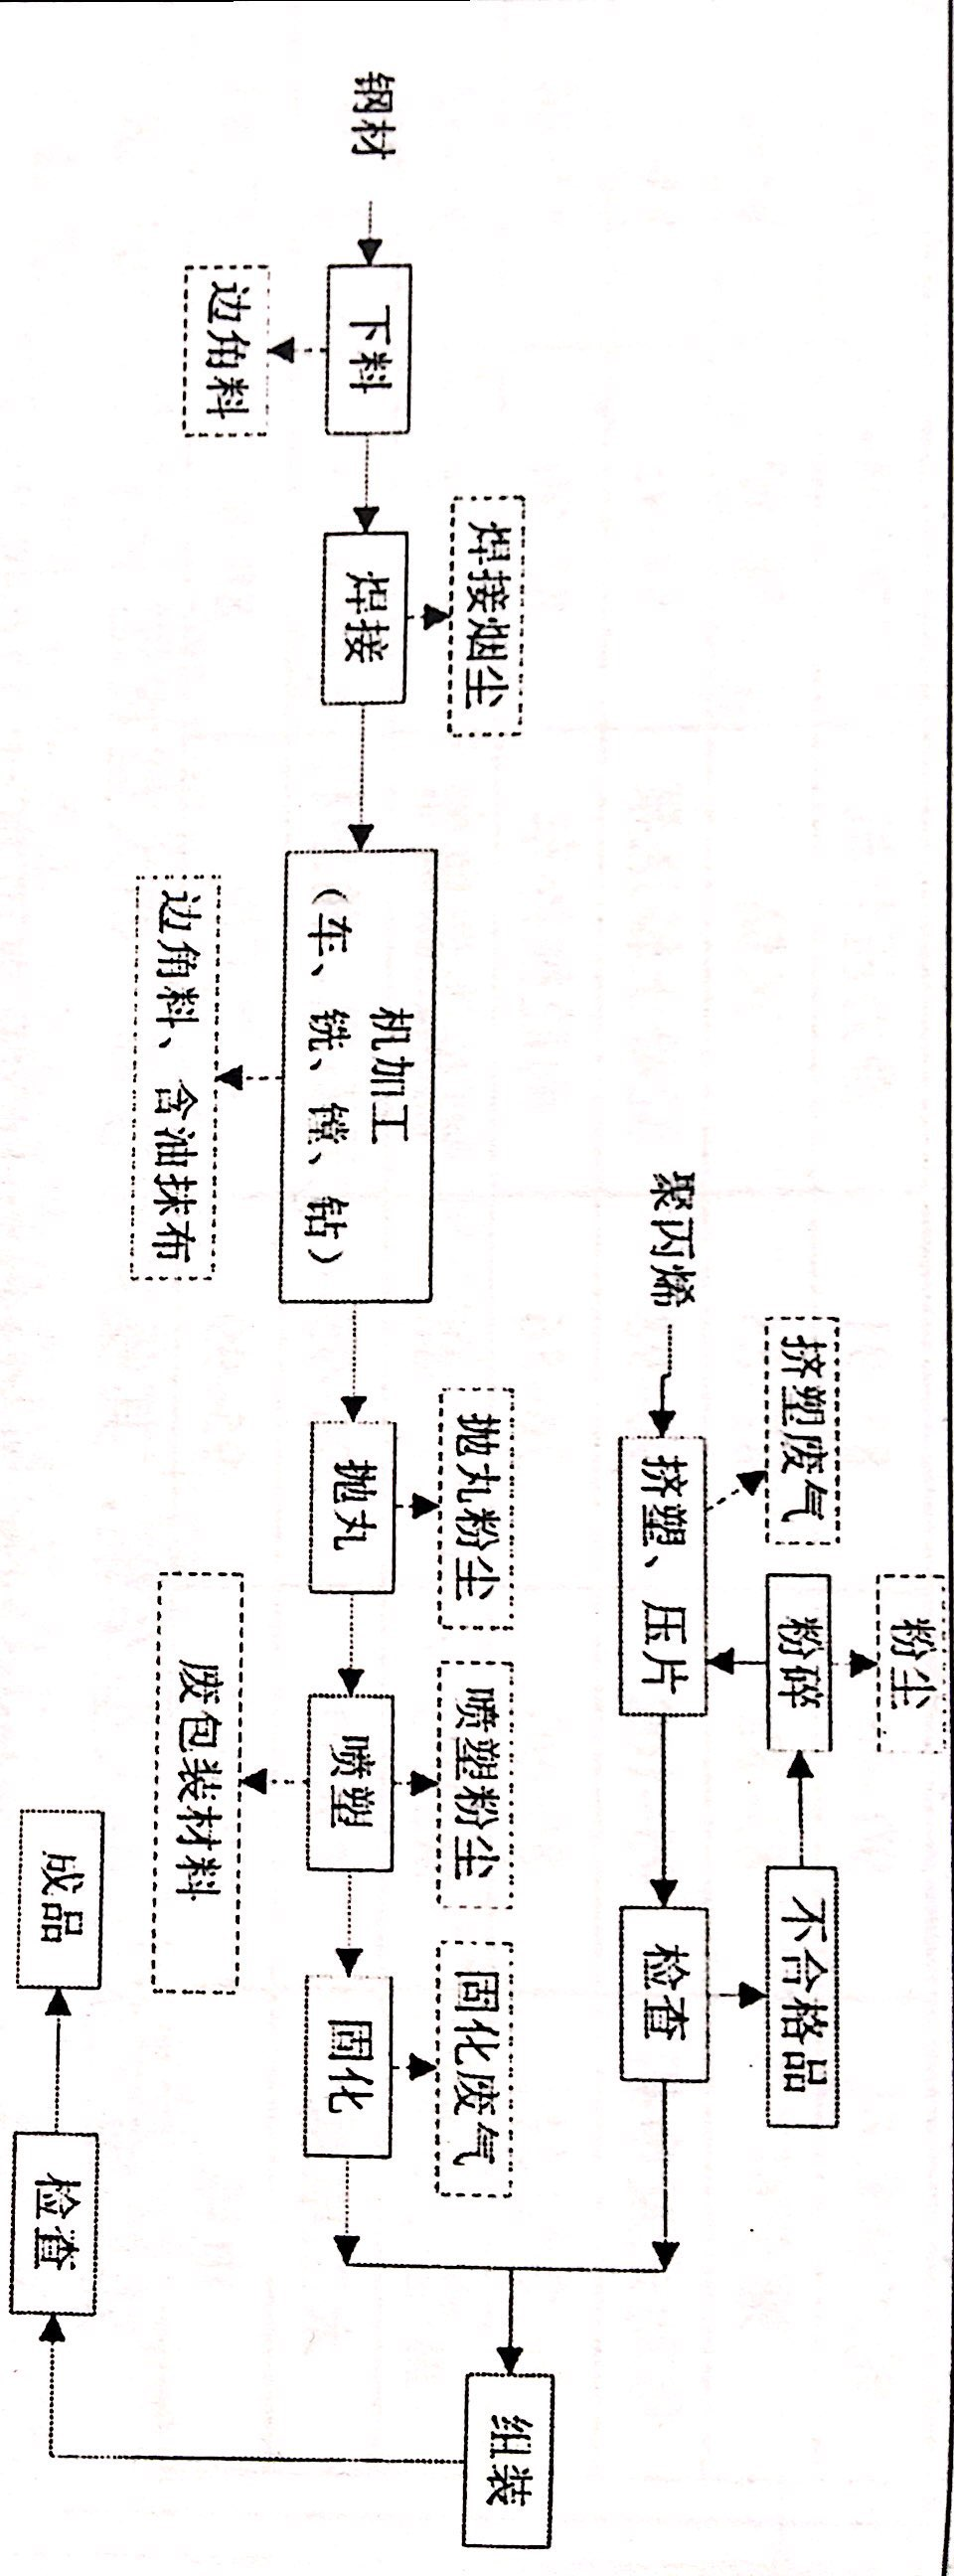 粉尘
挤塑废气
粉碎
不合格品
聚丙烯
挤塑、压片
检查
焊接烟尘
抛丸粉尘
喷塑粉尘
固化废气
组装
钢材
下料
焊接
机加工
（车、铣、镗、钻）
抛丸
喷塑
固化
边角料
边角料、含油抹布
废包装材料
成品
检查